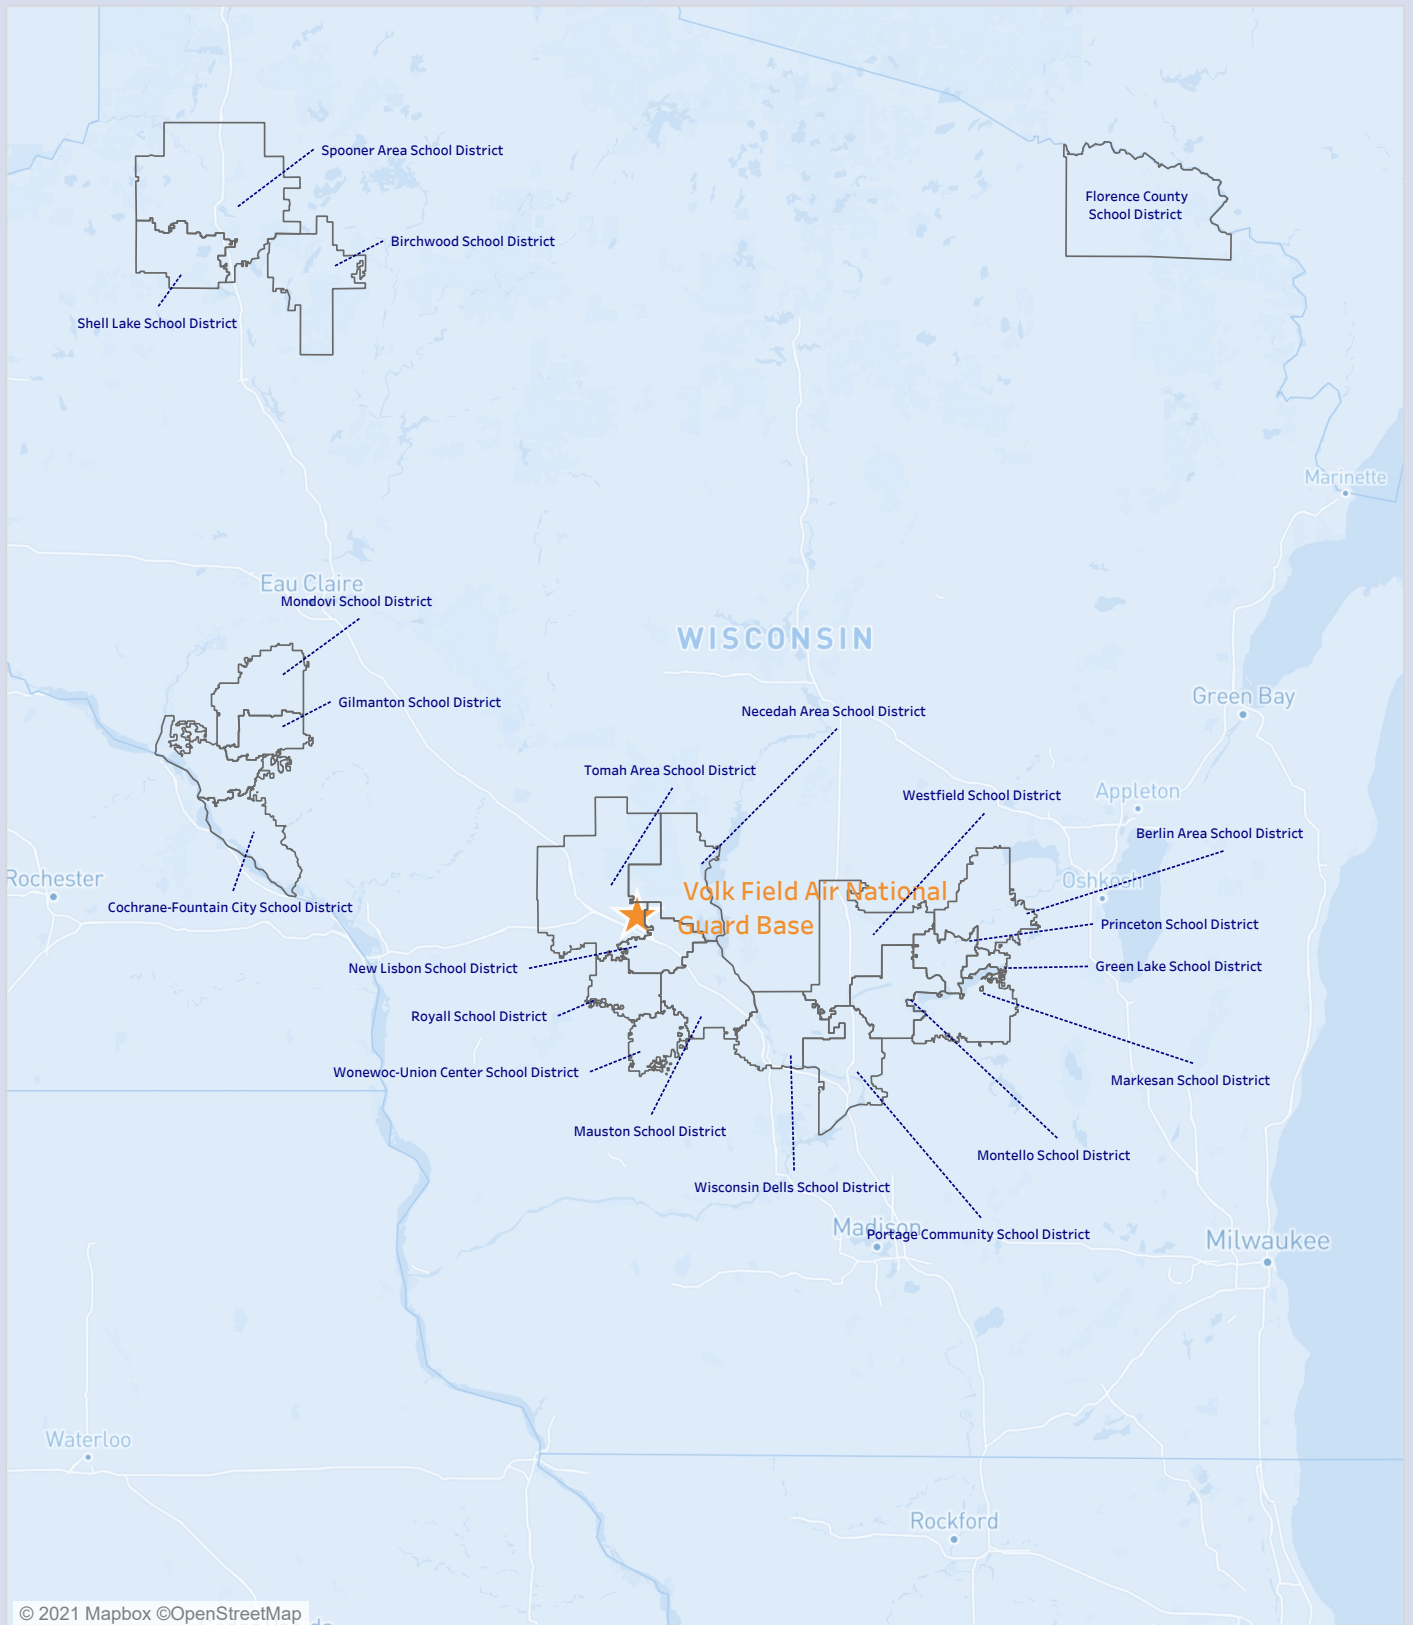 Spooner Area School District
Florence County
School District
Birchwood School District
Shell Lake School District
Marinette
Eau Claire
Mondovi School District
WISCONSIN
Green Bay
Gilmanton School District
Necedah Area School District
Tomah Area School District
Appleton
Westfield School District
Berlin Area School District
Rochester
Oshkosh
Volk Field Air National
Guard Base
Cochrane-Fountain City School District
Princeton School District
New Lisbon School District
Green Lake School District
Royall School District
Wonewoc-Union Center School District
Markesan School District
Mauston School District
Montello School District
Wisconsin Dells School District
Madison
Portage Community School District
Milwaukee
Waterloo
Rockford
© 2021 Mapbox ©OpenStreetMap